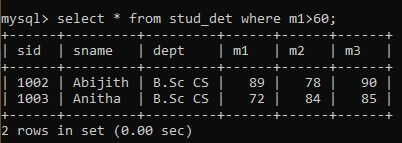 mysql> select * from stud_det where m1>60;
+------+----------+---------+------+------+------+
| sid  | sname    | dept    | m1   | m2   | m3   |
+------+----------+---------+------+------+------+
| 1002 | Abijith  | B.Sc CS |   89 |   78 |   90 |
| 1003 | Anitha   | B.Sc CS |   72 |   84 |   85 |
+------+----------+---------+------+------+------+
2 rows in set (0.00 sec)